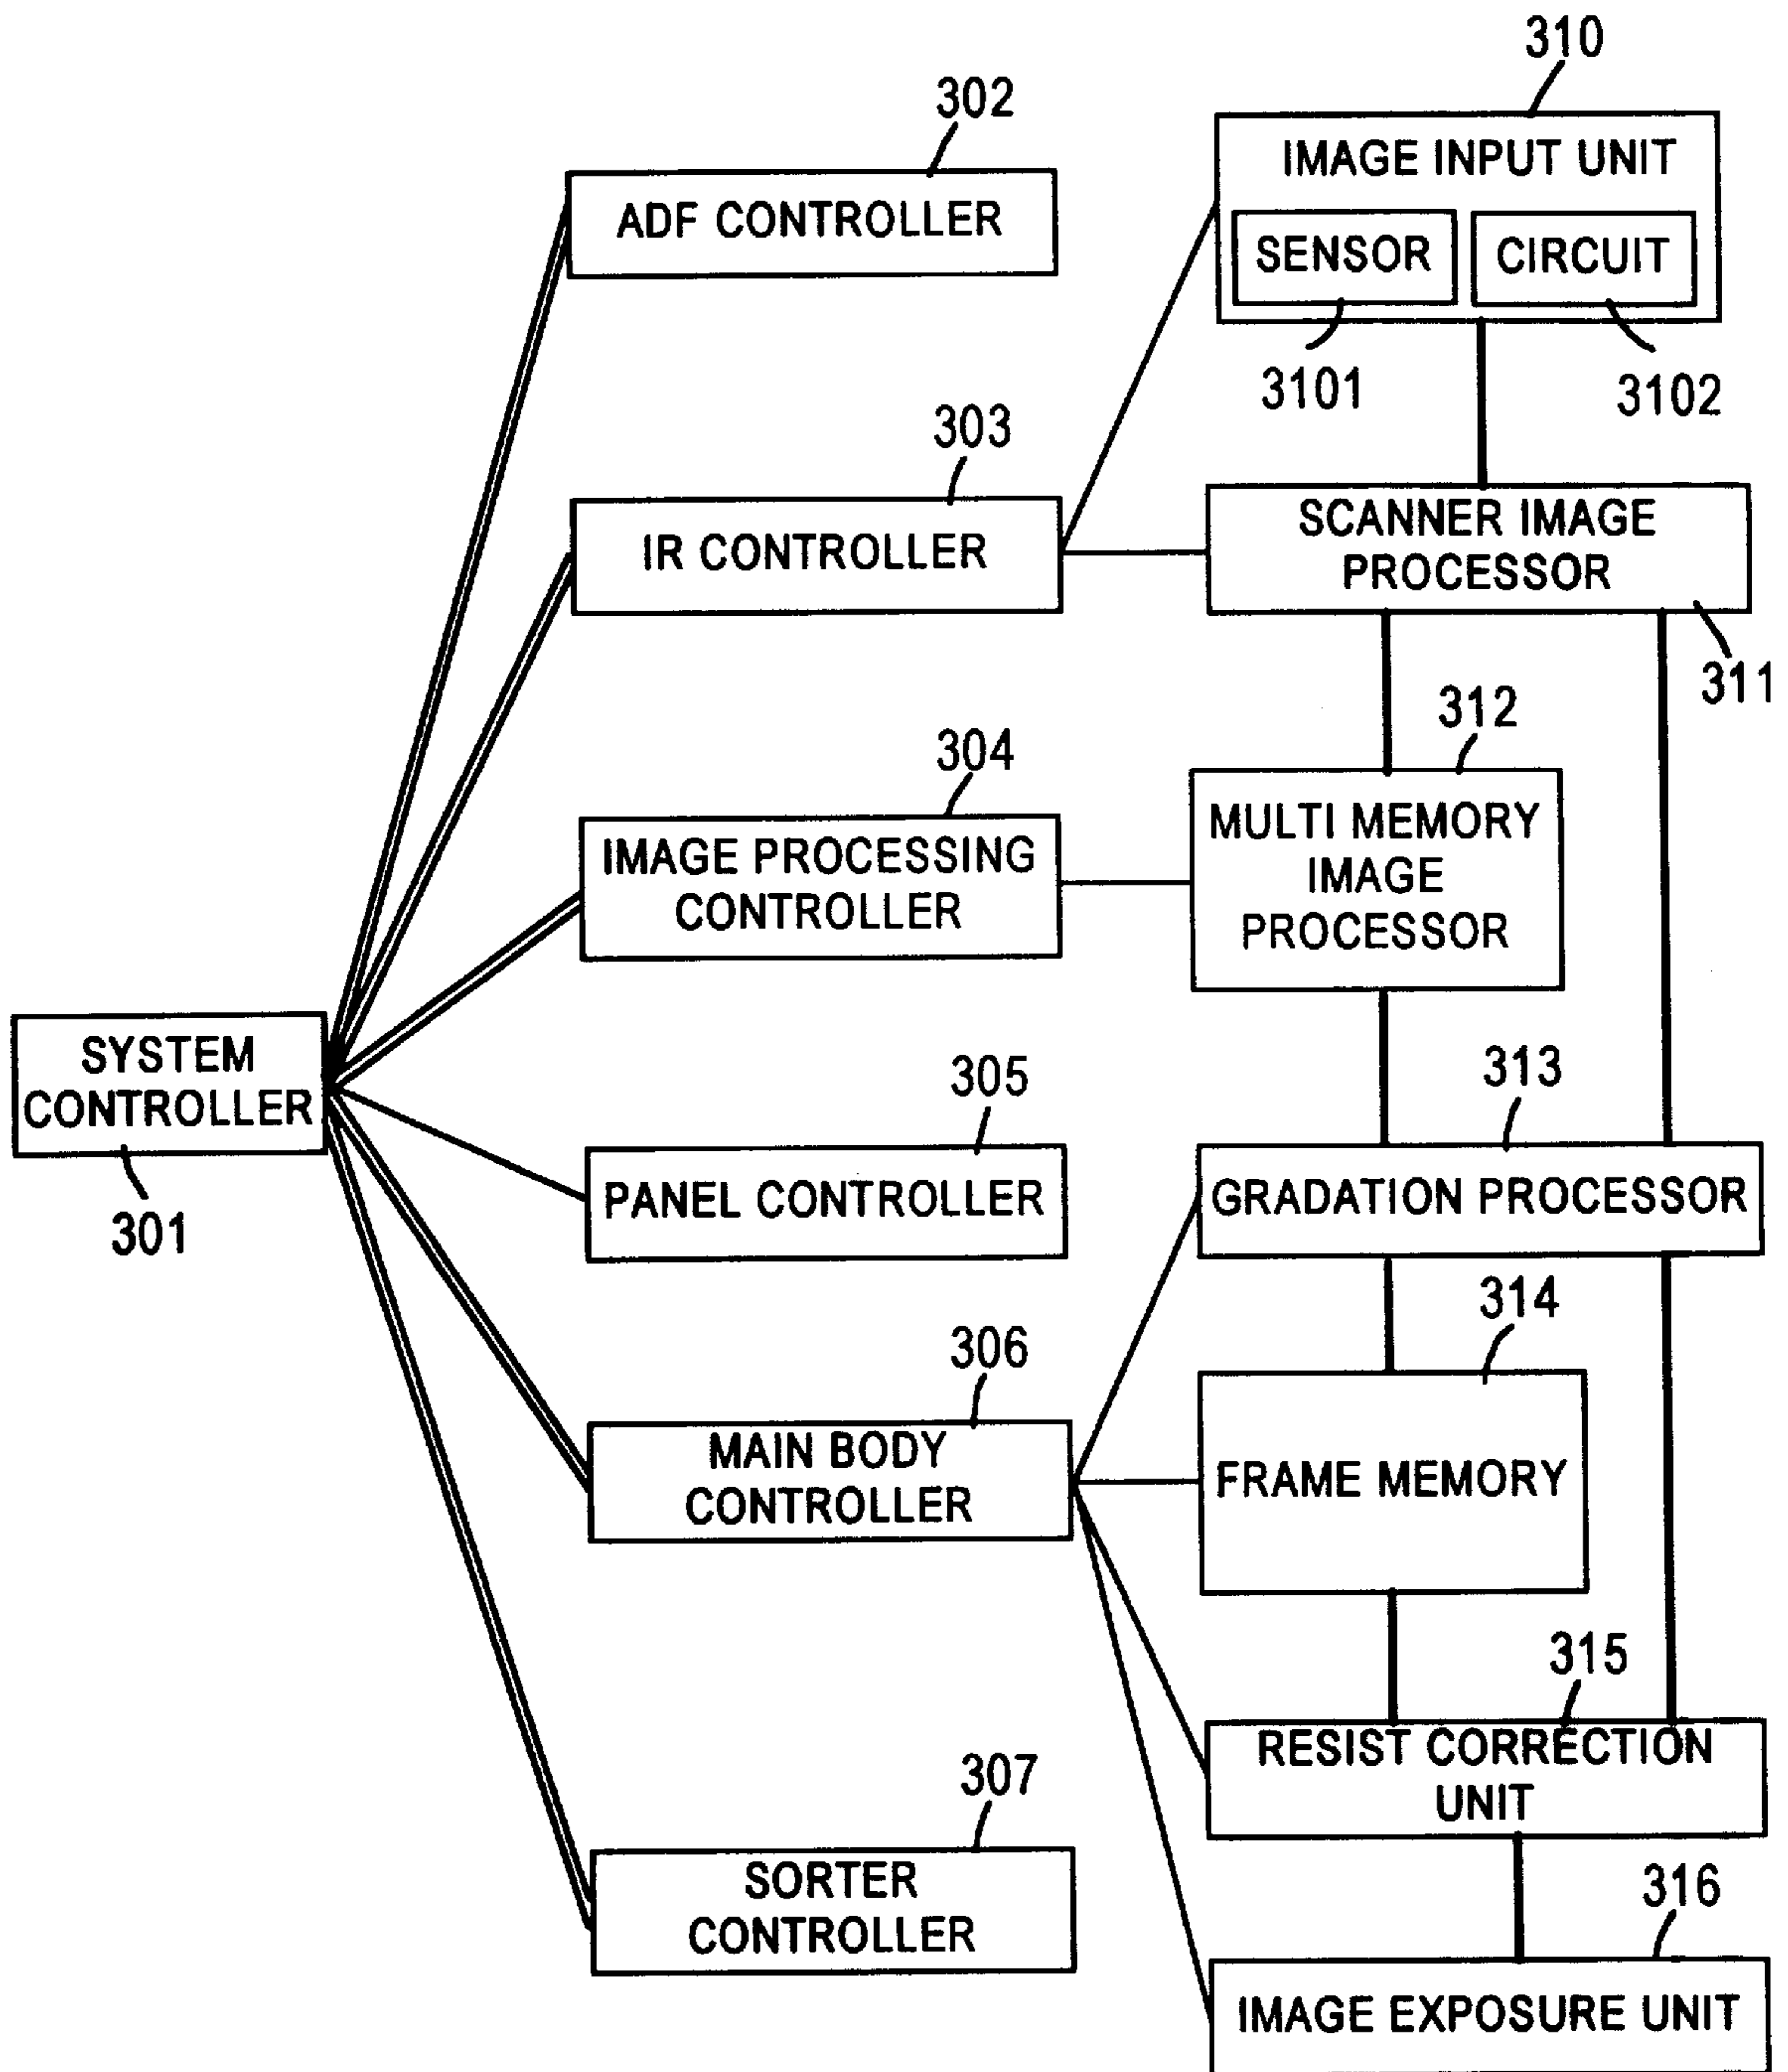 310
302
IMAGE INPUT UNIT
ADF CONTROLLER
SENSOR
CIRCUIT
3101
3102
303
IR CONTROLLER
SCANNER IMAGE
PROCESSOR
311
312
304
MULTI MEMORY
IMAGE
PROCESSOR
IMAGE PROCESSING
CONTROLLER
SYSTEM
CONTROLLER
301
305
313
PANEL CONTROLLER
GRADATION PROCESSOR
314
306
MAIN BODY
CONTROLLER
FRAME MEMORY
315
RESIST CORRECTION
UNIT
307
SORTER
CONTROLLER
316
IMAGE EXPOSURE UNIT